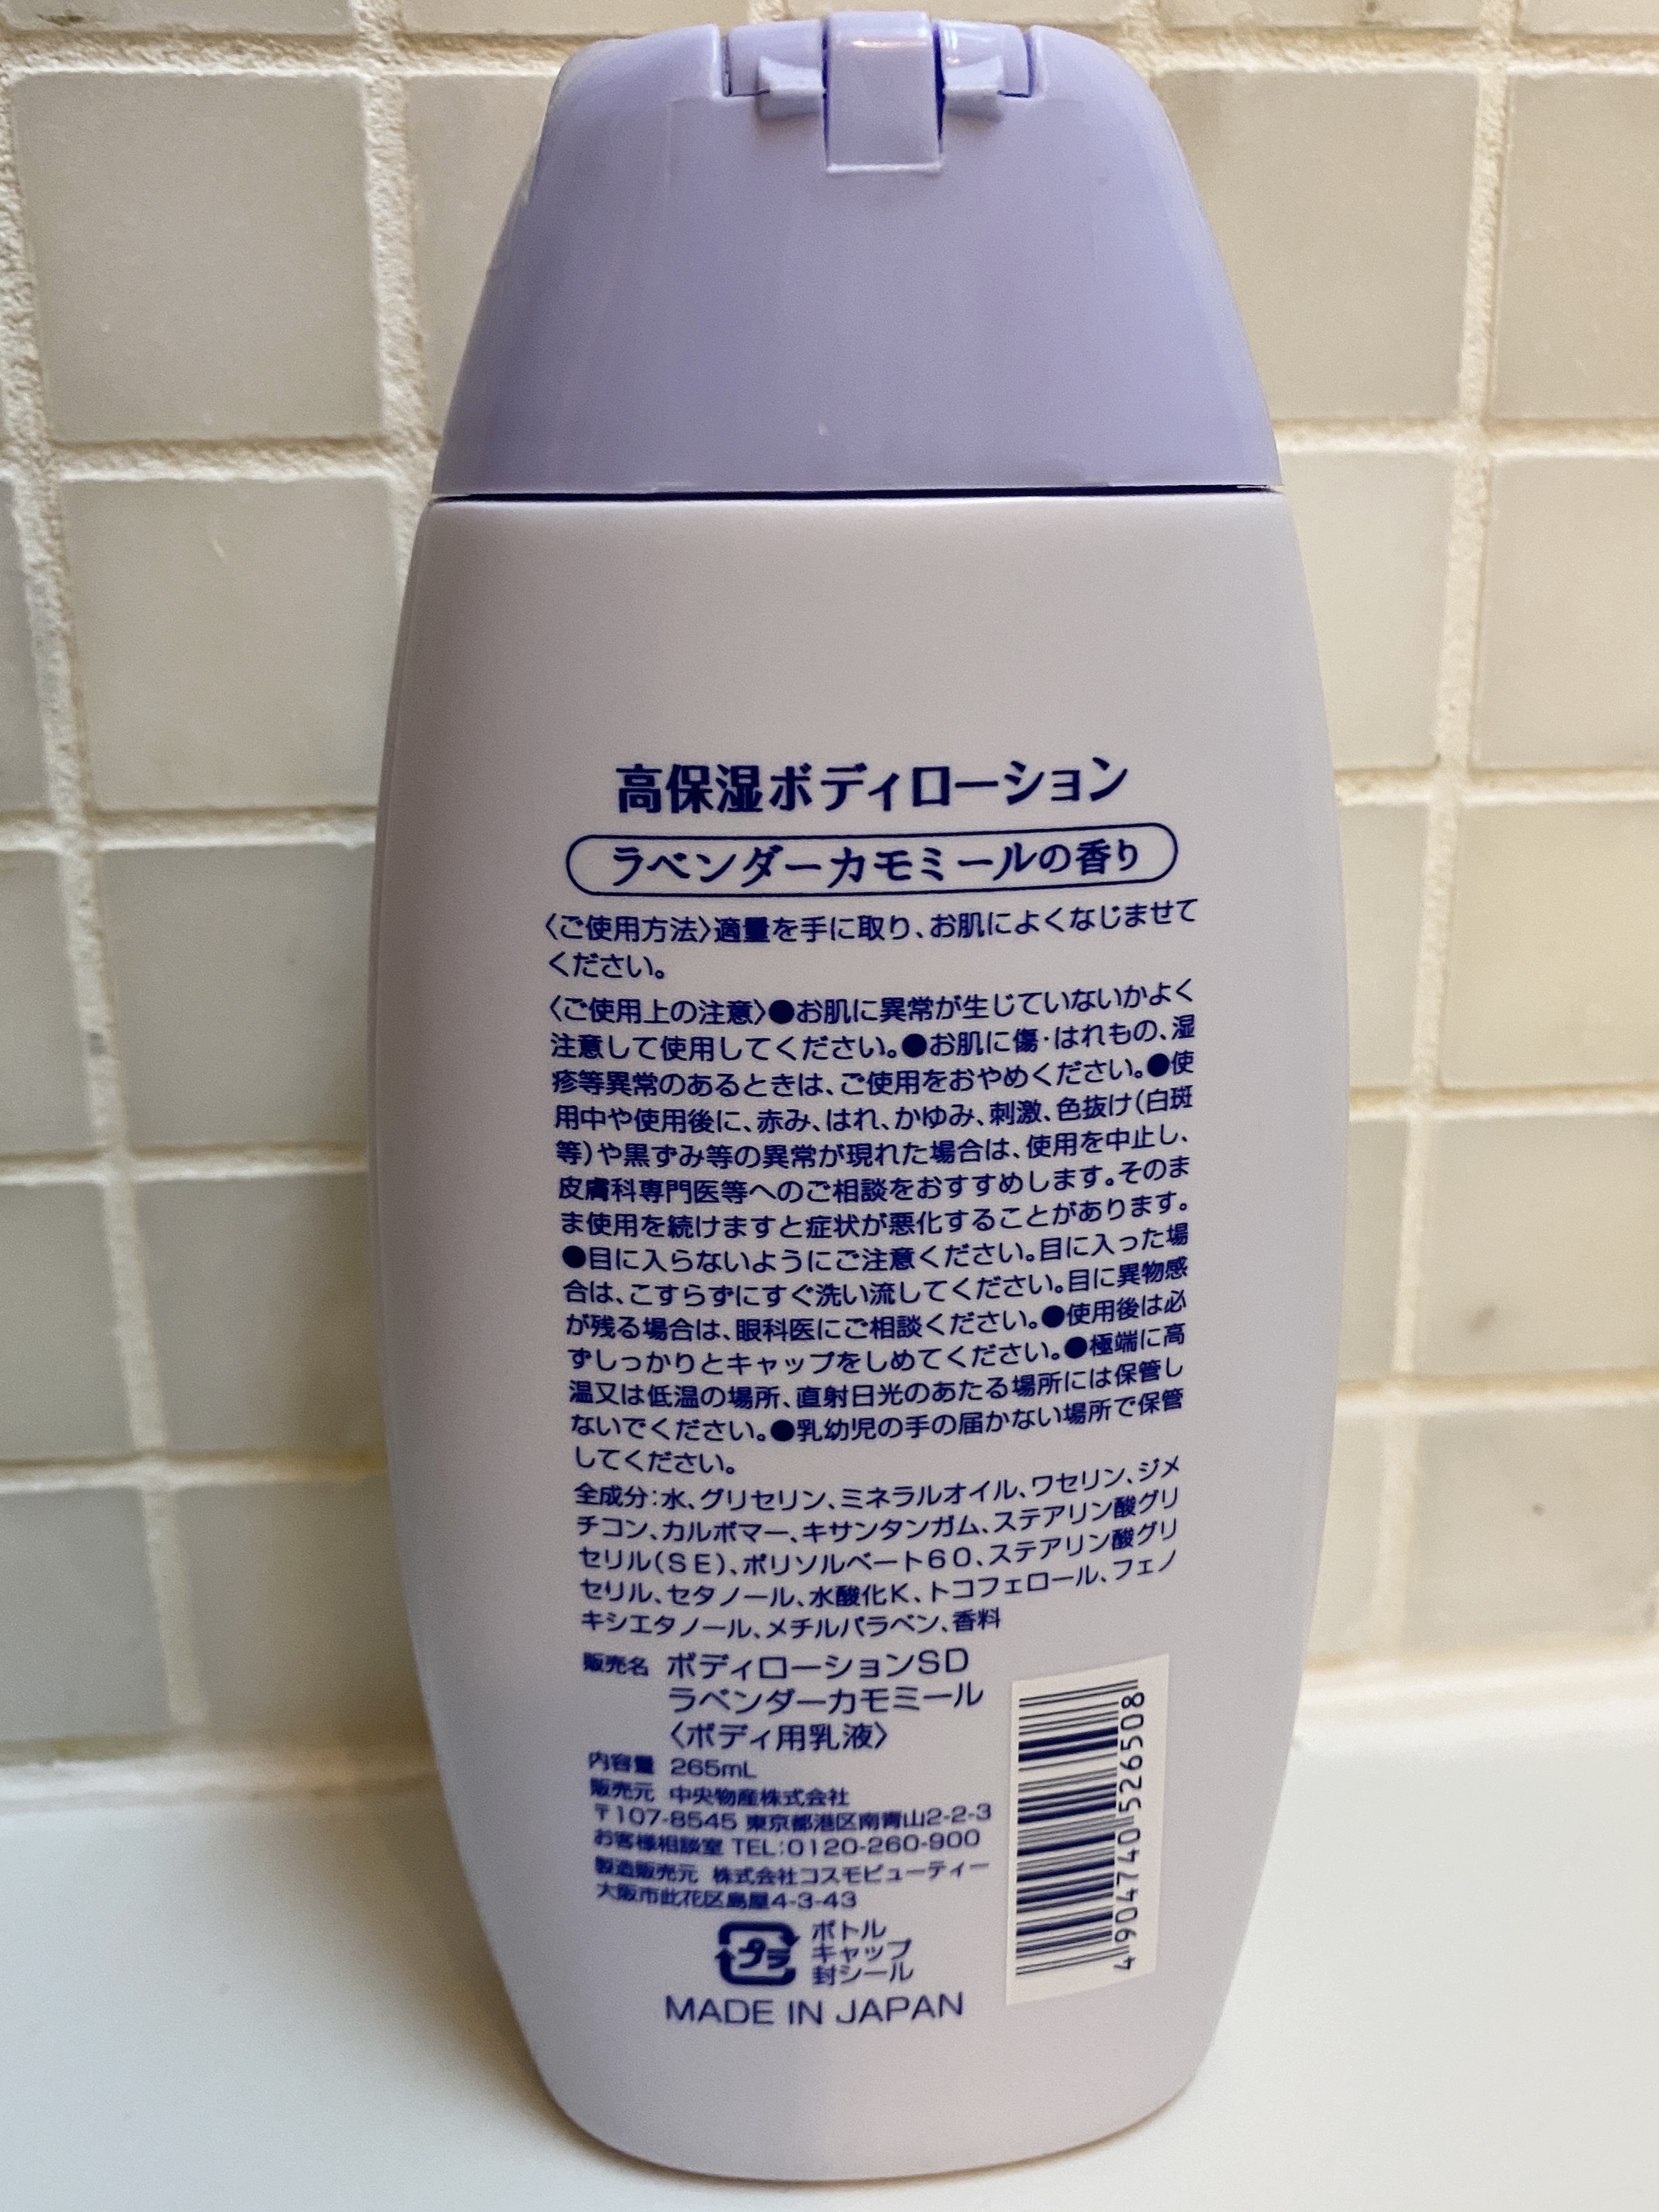 高保湿ボディローション
ラベンダーカモミールの香り
〈ご使用方法〉適量を手に取り、お肌によくなじませて
ください。
〈ご使用上の注意〉●お肌に異常が生じていないかよく
注意して使用してください。●お肌に傷・はれもの、湿
疹等異常のあるときは、ご使用をおやめください。●使
用中や使用後に、赤み、はれ、かゆみ、刺激、色抜け(白斑
等)や黒ずみ等の異常が現れた場合は、使用を中止し、
皮膚科専門医等へのご相談をおすすめします。そのま
ま使用を続けますと症状が悪化することがあります。
●目に入らないようにご注意ください。目に入った場
合は、こすらずにすぐ洗い流してください。目に異物感
が残る場合は、眼科医にご相談ください。●使用後は必
ずしっかりとキャップをしめてください。●極端に高
温又は低温の場所、直射日光のあたる場所には保管し
ないでください。●乳幼児の手の届かない場所で保管
してください。
全成分：水、グリセリン、ミネラルオイル、ワセリン、ジメ
チコン、カルボマー、キサンタンガム、ステアリン酸グリ
セリル(SE)、ポリソルベート60、ステアリン酸グリ
セリル、セタノール、水酸化K、トコフェロール、フェノ
キシエタノール、メチルパラベン、香料
販売名 ボディローションSD
ラベンダーカモミール
〈ボディ用乳液〉
内容量 265mL
販売元 中央物産株式会社
〒107-8545 東京都港区南青山2-2-3
お客様相談室 TEL:0120-260-900
製造販売元 株式会社コスモビューティー
大阪市此花区島屋4-3-43
プラ
ボトル
キャップ
封シール
MADE IN JAPAN
4904740526508